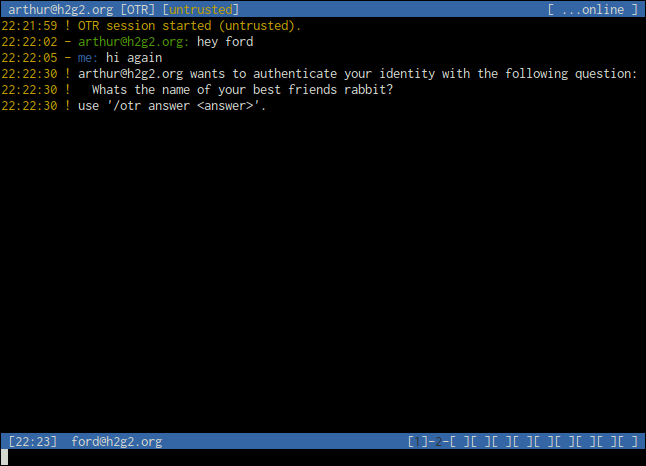 arthur@h2g2.org [OTR] [untrusted] [ ...online ]
22:21:59 ! OTR session started (untrusted).
22:22:02 - arthur@h2g2.org: hey ford
22:22:05 - me: hi again
22:22:30 ! arthur@h2g2.org wants to authenticate your identity with the following question:
22:22:30 !   Whats the name of your best friends rabbit?
22:22:30 ! use '/otr answer <answer>'.
[22:23]  ford@h2g2.org [1]-2-[ ][ ][ ][ ][ ][ ][ ][ ][ ]